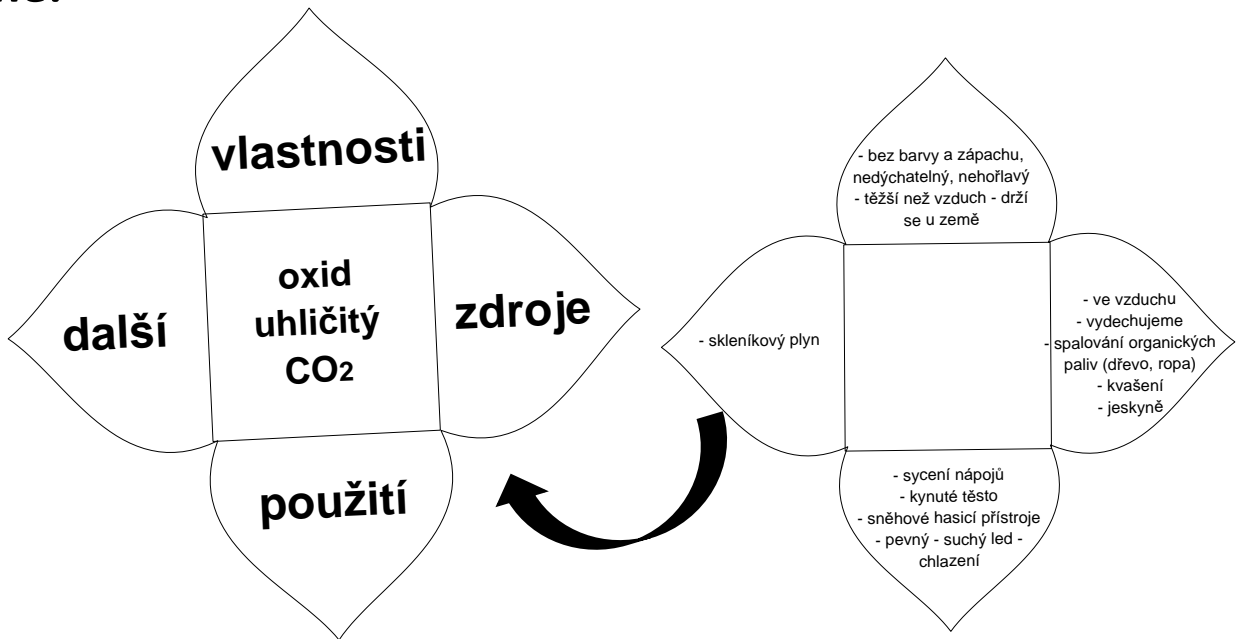 vlastnosti
další
oxid
uhličitý
CO2
zdroje
použití
- bez barvy a zápachu,
nedýchatelný, nehořlavý
- těžší než vzduch - drží
se u země
- skleníkový plyn
- ve vzduchu
- vydechujeme
- spalování organických
paliv (dřevo, ropa)
- kvašení
- jeskyně
- sycení nápojů
- kynuté těsto
- sněhové hasicí přístroje
- pevný - suchý led -
chlazení